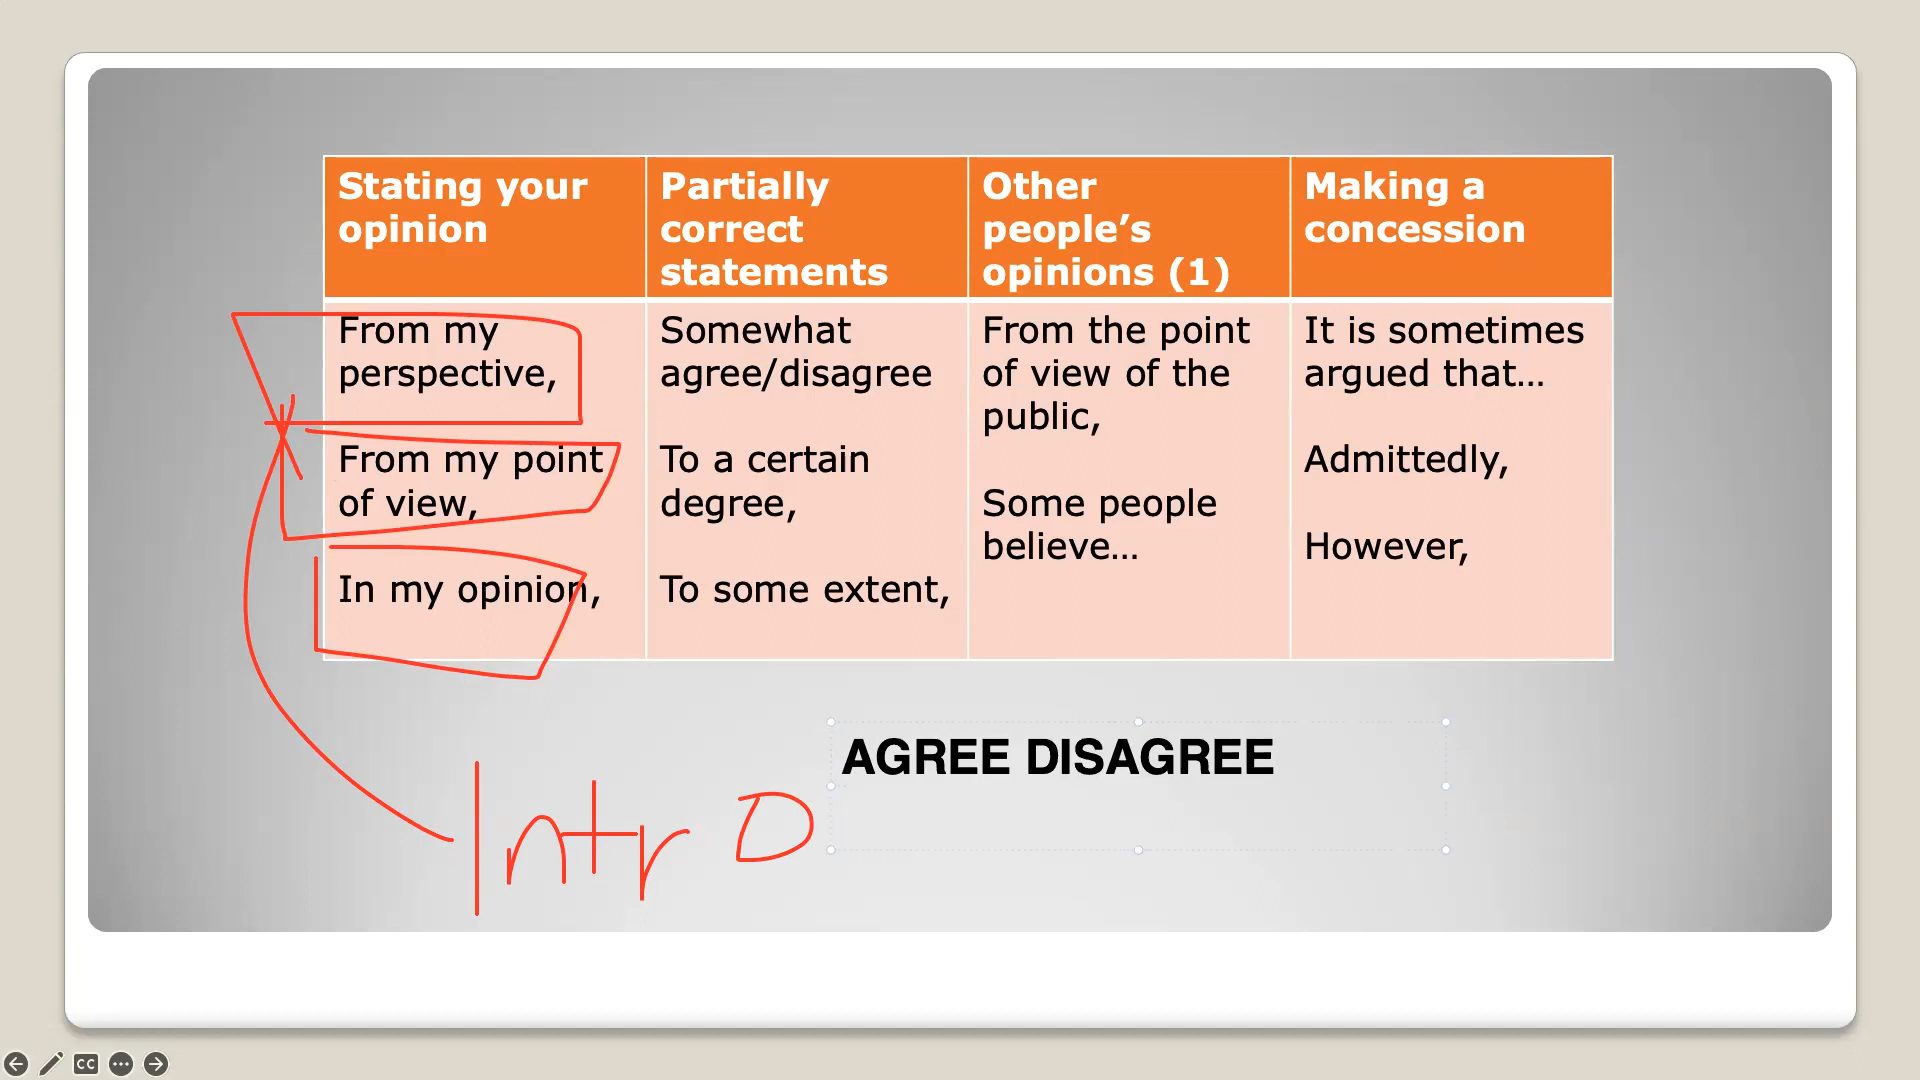 Stating your
opinion
Partially
correct
statements
Other
people’s
opinions (1)
Making a
concession
From my
perspective,
From my point
of view,
In my opinion,
Somewhat
agree/disagree
To a certain
degree,
To some extent,
From the point
of view of the
public,
Some people
believe...
It is sometimes
argued that...
Admittedly,
However,
AGREE DISAGREE
Intro
CC